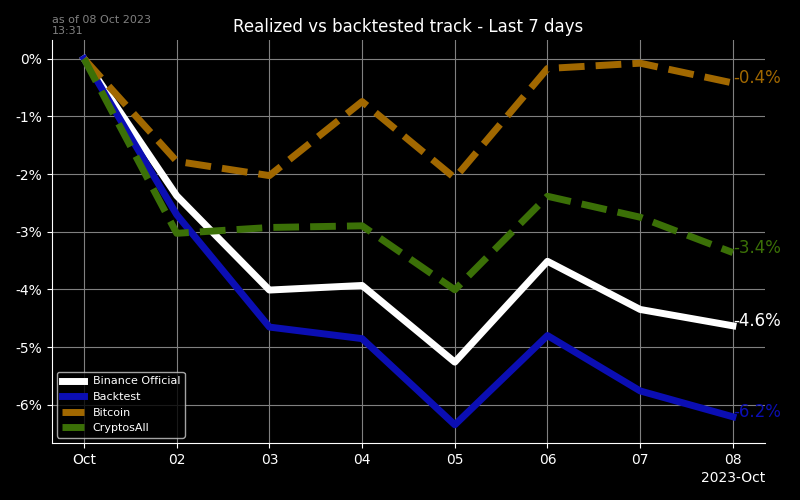 as of 08 Oct 2023
13:31
Realized vs backtested track - Last 7 days
0%
-1%
-2%
-3%
-4%
-5%
-6%
-0.4%
-3.4%
-4.6%
-6.2%
Binance Official
Backtest
Bitcoin
CryptosAll
Oct 02 03 04 05 06 07 08
2023-Oct